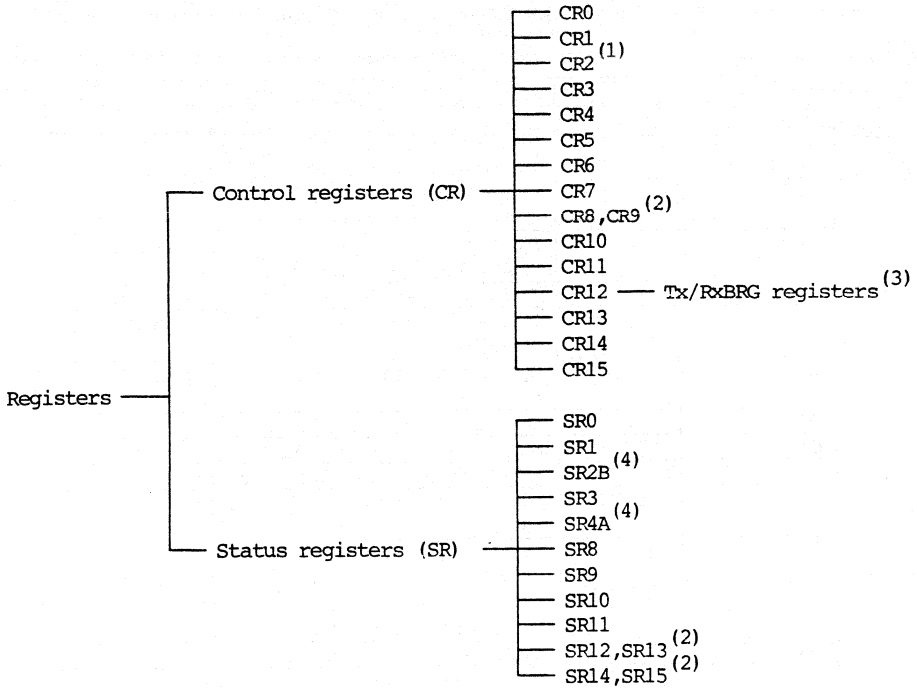 CR0
CR1
CR2 (1)
CR3
CR4
CR5
CR6
Control registers (CR)
CR7
CR8,CR9 (2)
CR10
CR11
CR12
Tx/RxBRG registers (3)
CR13
CR14
CR15
Registers
SR0
SR1
SR2B (4)
SR3
SR4A (4)
Status registers (SR)
SR8
SR9
SR10
SR11
SR12,SR13 (2)
SR14,SR15 (2)